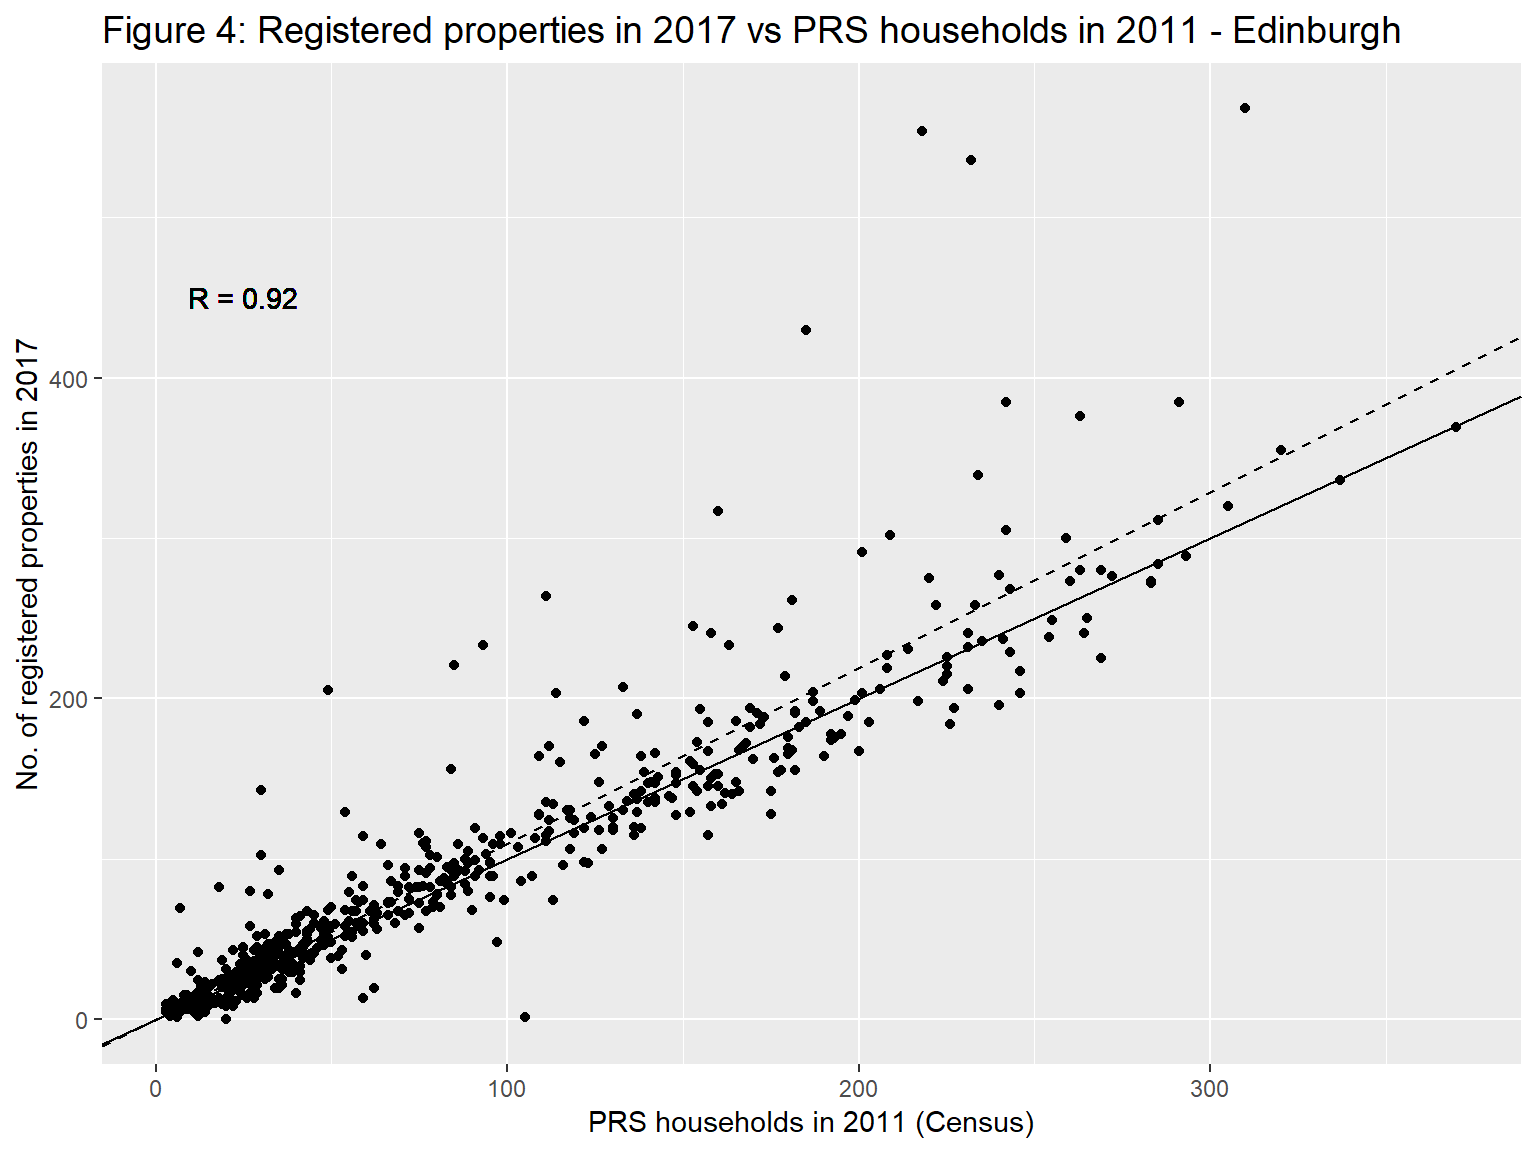 Figure 4: Registered properties in 2017 vs PRS households in 2011 - Edinburgh
R = 0.92
No. of registered properties in 2017
400
200
0
0 100 200 300
PRS households in 2011 (Census)